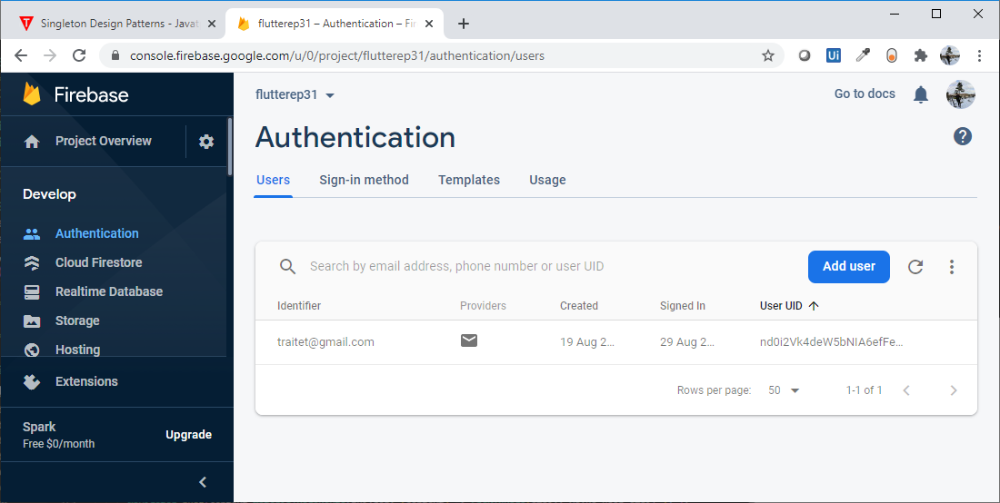 Singleton Design Patterns - Javat
flutterep31 – Authentication – Fir
console.firebase.google.com/u/0/project/flutterep31/authentication/users
Ui
Firebase
flutterep31
Go to docs
Project Overview
Authentication
Users Sign-in method Templates Usage
Develop
Authentication
Cloud Firestore
Realtime Database
Storage
Hosting
Extensions
Spark
Free $0/month
Upgrade
Search by email address, phone number or user UID
Add user
Identifier Providers Created Signed In User UID
traitet@gmail.com 19 Aug 2... 29 Aug 2... nd0i2Vk4deW5bNIA6efFe...
Rows per page: 50 1-1 of 1